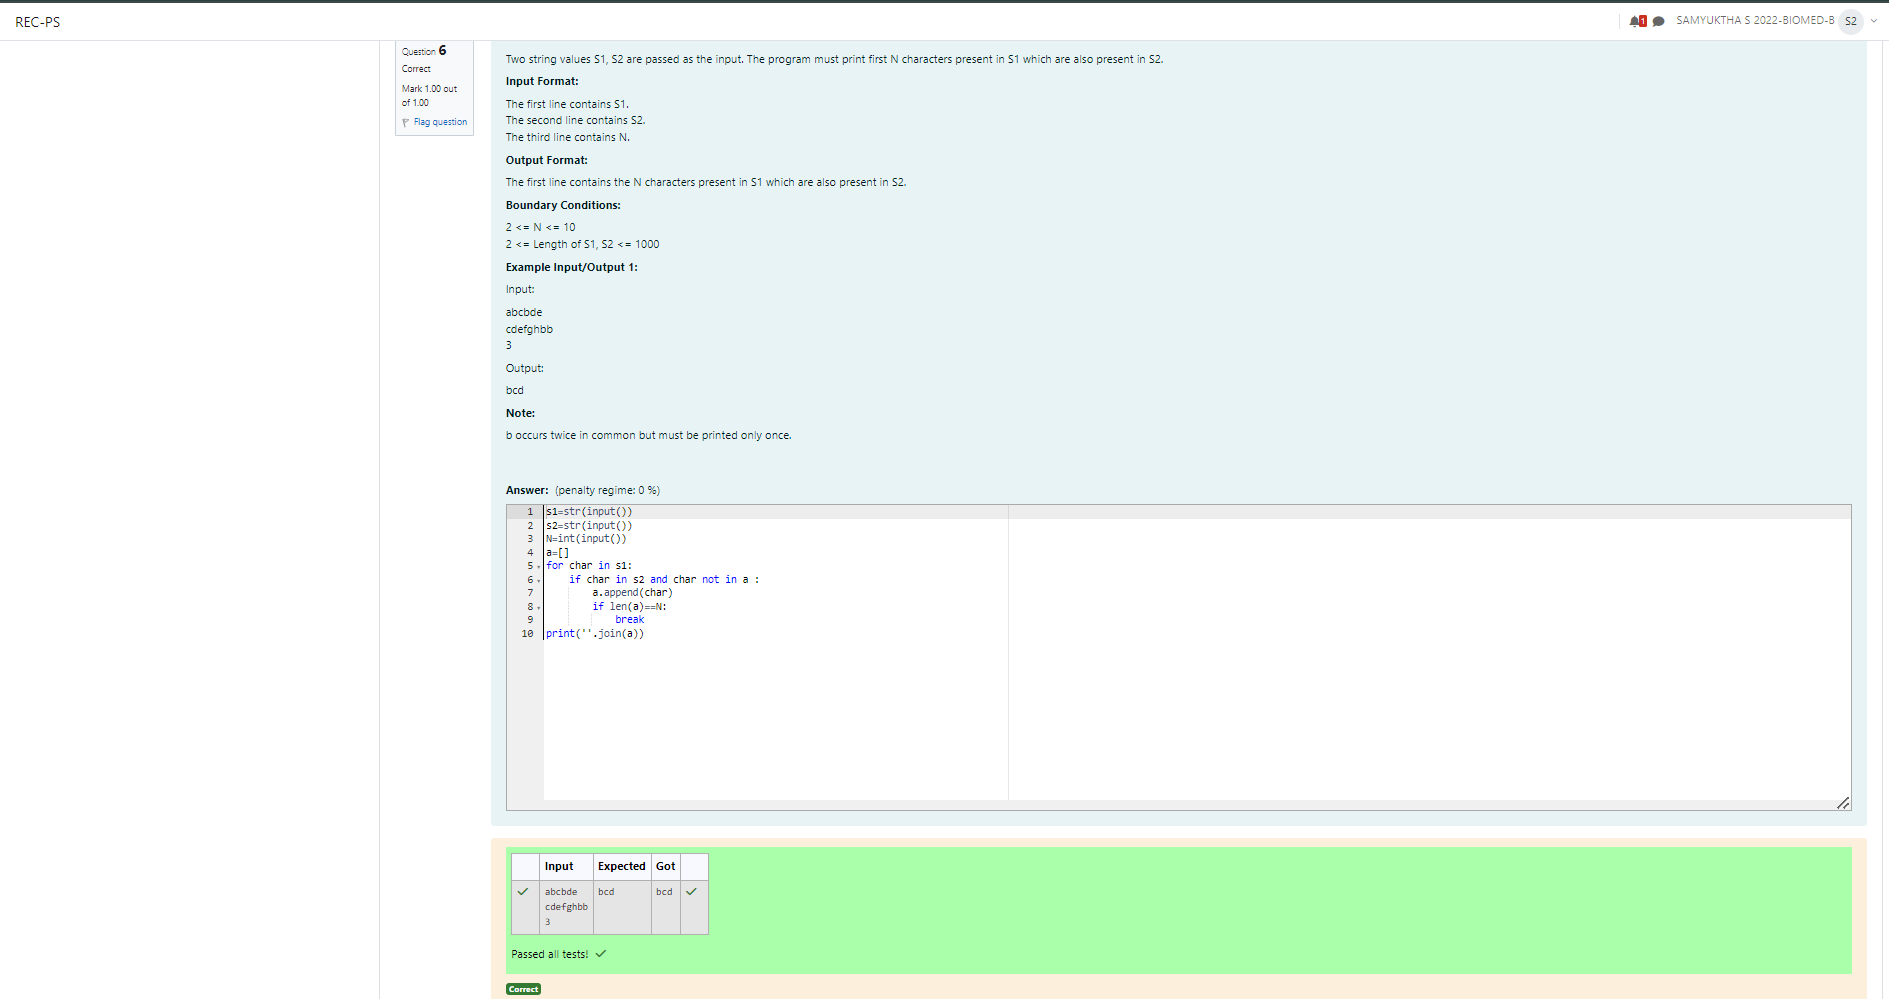 REC-PS
1
SAMYUKTHA S 2022-BIOMED-B S2
Question 6
Correct
Mark 1.00 out
of 1.00
Flag question
Two string values S1, S2 are passed as the input. The program must print first N characters present in S1 which are also present in S2.
Input Format:
The first line contains S1.
The second line contains S2.
The third line contains N.
Output Format:
The first line contains the N characters present in S1 which are also present in S2.
Boundary Conditions:
2 <= N <= 10
2 <= Length of S1, S2 <= 1000
Example Input/Output 1:
Input:
abcbde
cdefghbb
3
Output:
bcd
Note:
b occurs twice in common but must be printed only once.
Answer: (penalty regime: 0 %)
1 s1=str(input())
2 s2=str(input())
3 N=int(input())
4 a=[]
5 for char in s1:
6     if char in s2 and char not in a :
7         a.append(char)
8         if len(a)==N:
9             break
10 print(''.join(a))
Input Expected Got
abcbde bcd bcd
cdefghbb
3
Passed all tests!
Correct